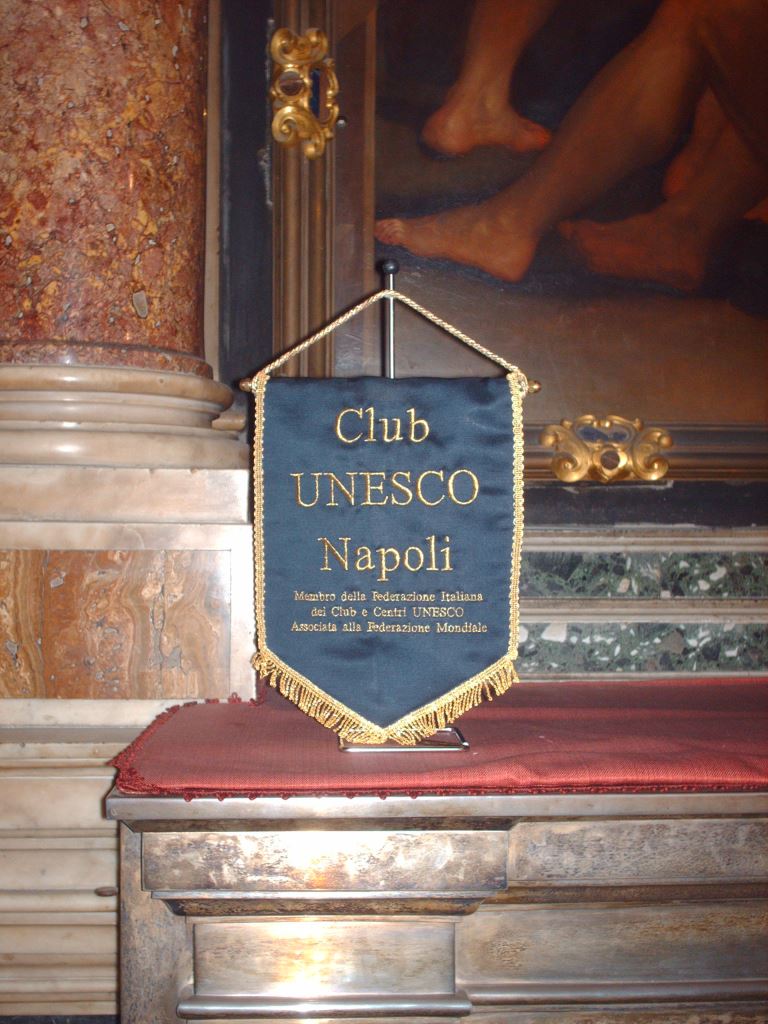 Club
UNESCO
Napoli
Membro della Federazione Italiana
dei Club e Centri UNESCO
Associata alla Federazione Mondiale